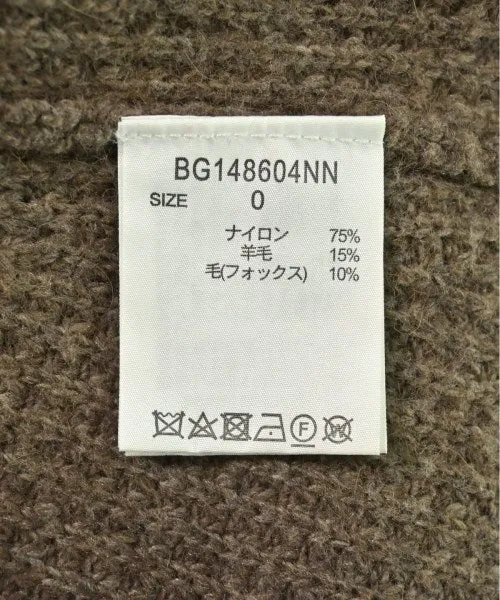 BG148604NN
SIZE 0
ナイロン 75%
羊毛 15%
毛(フォックス) 10%
F W